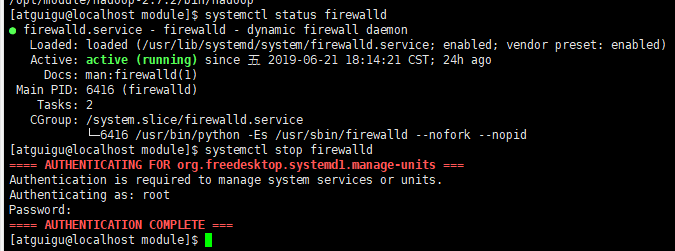 /opt/module/hadoop-2.7.2/bin/hadoop
[atguigu@localhost module]$ systemctl status firewalld
● firewalld.service - firewalld - dynamic firewall daemon
Loaded: loaded (/usr/lib/systemd/system/firewalld.service; enabled; vendor preset: enabled)
Active: active (running) since 五 2019-06-21 18:14:21 CST; 24h ago
Docs: man:firewalld(1)
Main PID: 6416 (firewalld)
Tasks: 2
CGroup: /system.slice/firewalld.service
└─6416 /usr/bin/python -Es /usr/sbin/firewalld --nofork --nopid
[atguigu@localhost module]$ systemctl stop firewalld
==== AUTHENTICATING FOR org.freedesktop.systemd1.manage-units ===
Authentication is required to manage system services or units.
Authenticating as: root
Password:
==== AUTHENTICATION COMPLETE ===
[atguigu@localhost module]$